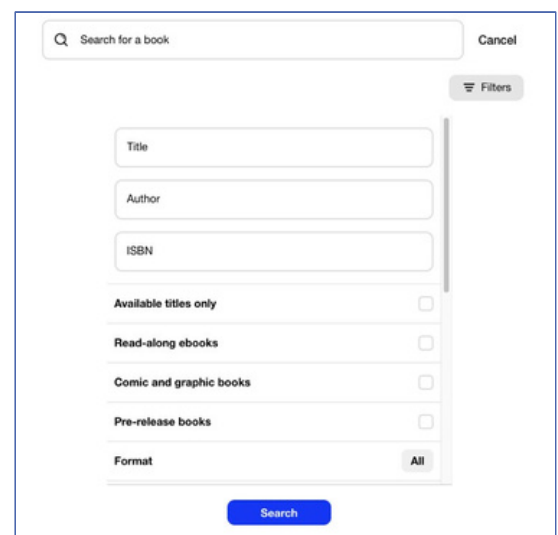 Search for a book
Cancel
Filters
Title
Author
ISBN
Available titles only
Read-along ebooks
Comic and graphic books
Pre-release books
Format
All
Search